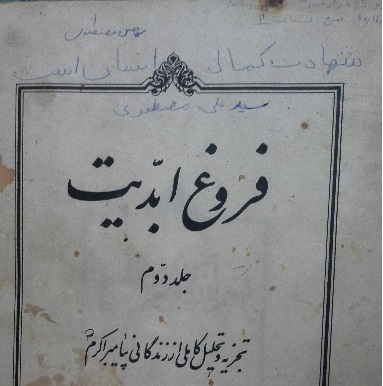 شهادت کمال انسان است
سید علی مصطفوی
فروغ ابدیت
جلد دوم
تجزیه و تحلیل کاملی از زندگانی پیامبر اکرم